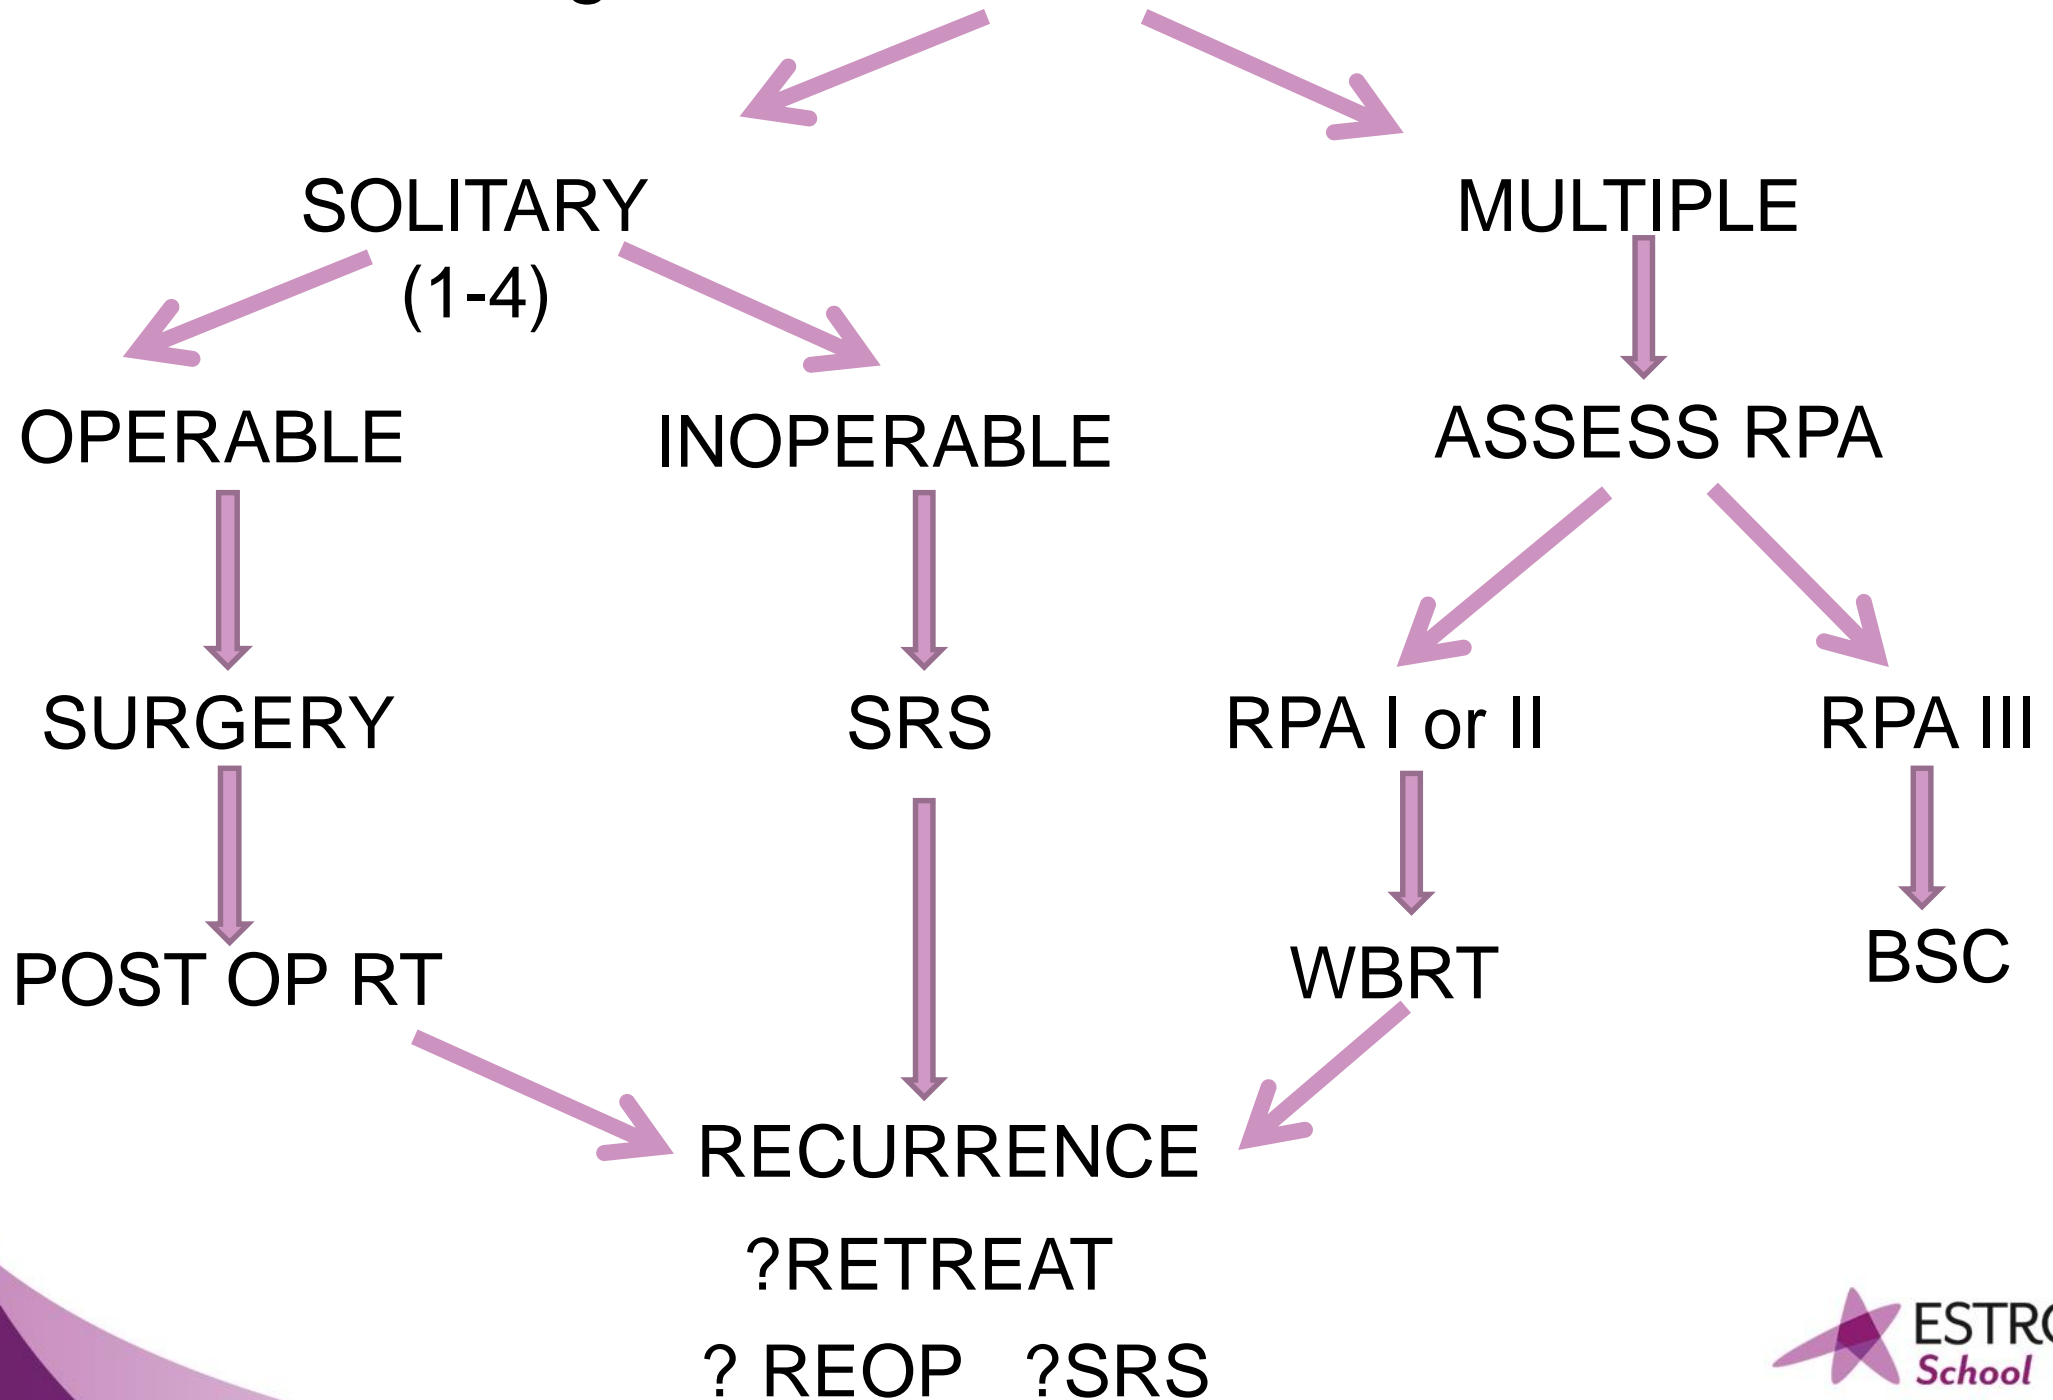 SOLITARY
(1-4)
MULTIPLE
OPERABLE
INOPERABLE
ASSESS RPA
SURGERY
SRS
RPA I or II
RPA III
POST OP RT
WBRT
BSC
RECURRENCE
?RETREAT
? REOP ?SRS
School